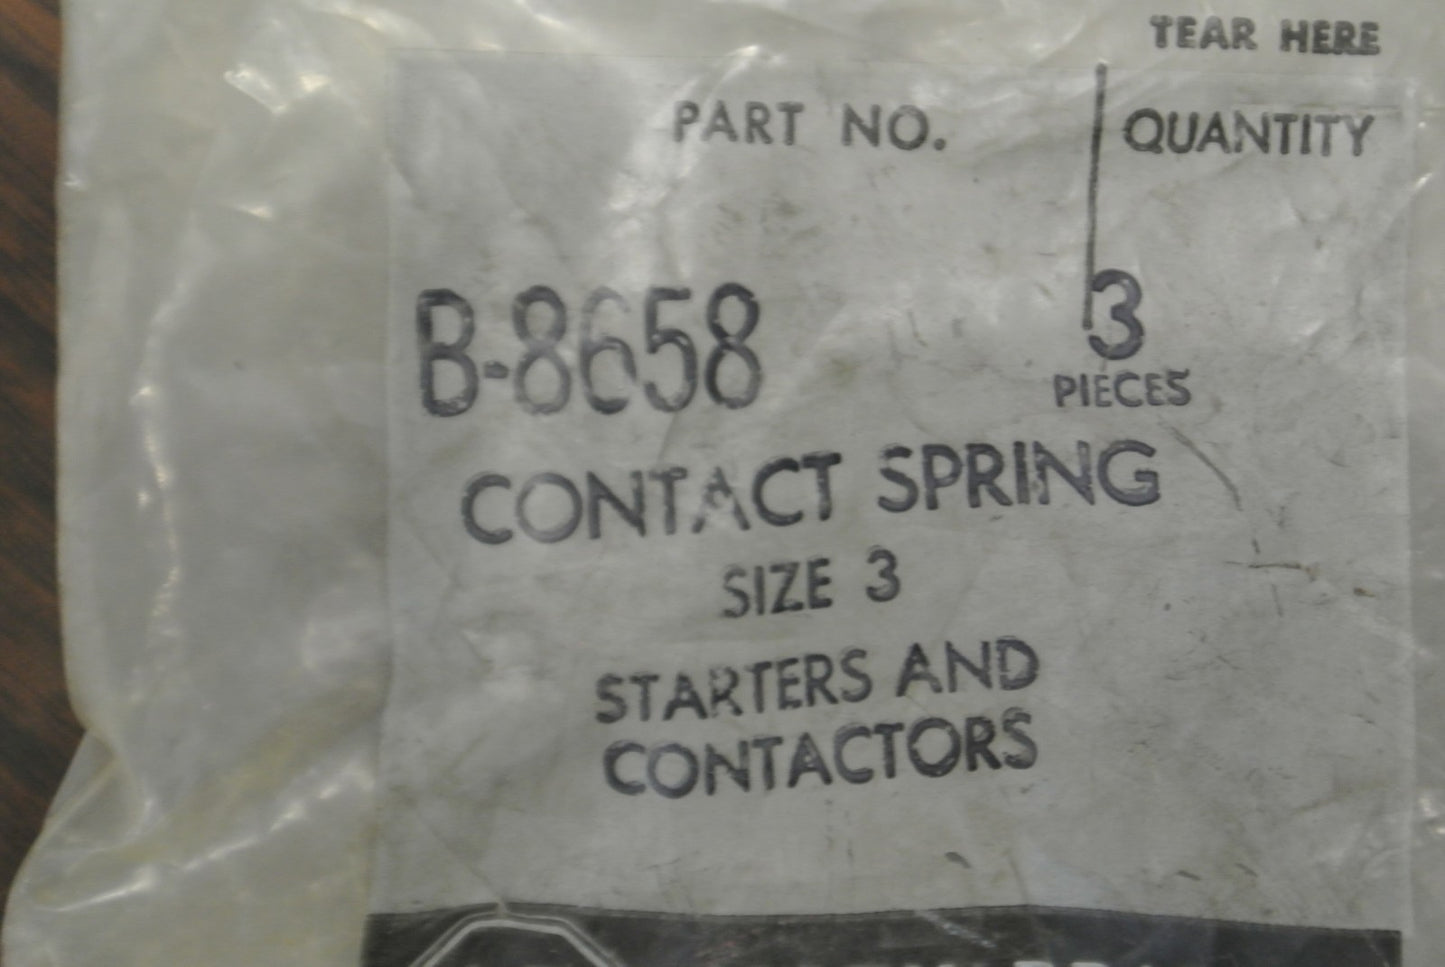 TEAR HERE
PART NO. QUANTITY
B-8658 3
PIECES
CONTACT SPRING
SIZE 3
STARTERS AND
CONTACTORS